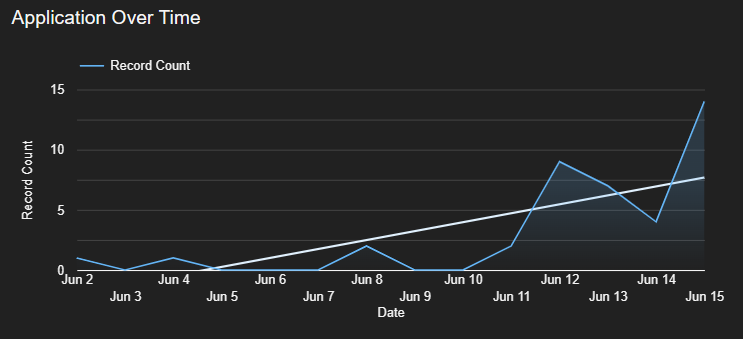 Application Over Time
Record Count
15
10
5
0
Record Count
Jun 2 Jun 4 Jun 6 Jun 8 Jun 10 Jun 12 Jun 14
Jun 3 Jun 5 Jun 7 Jun 9 Jun 11 Jun 13 Jun 15
Date